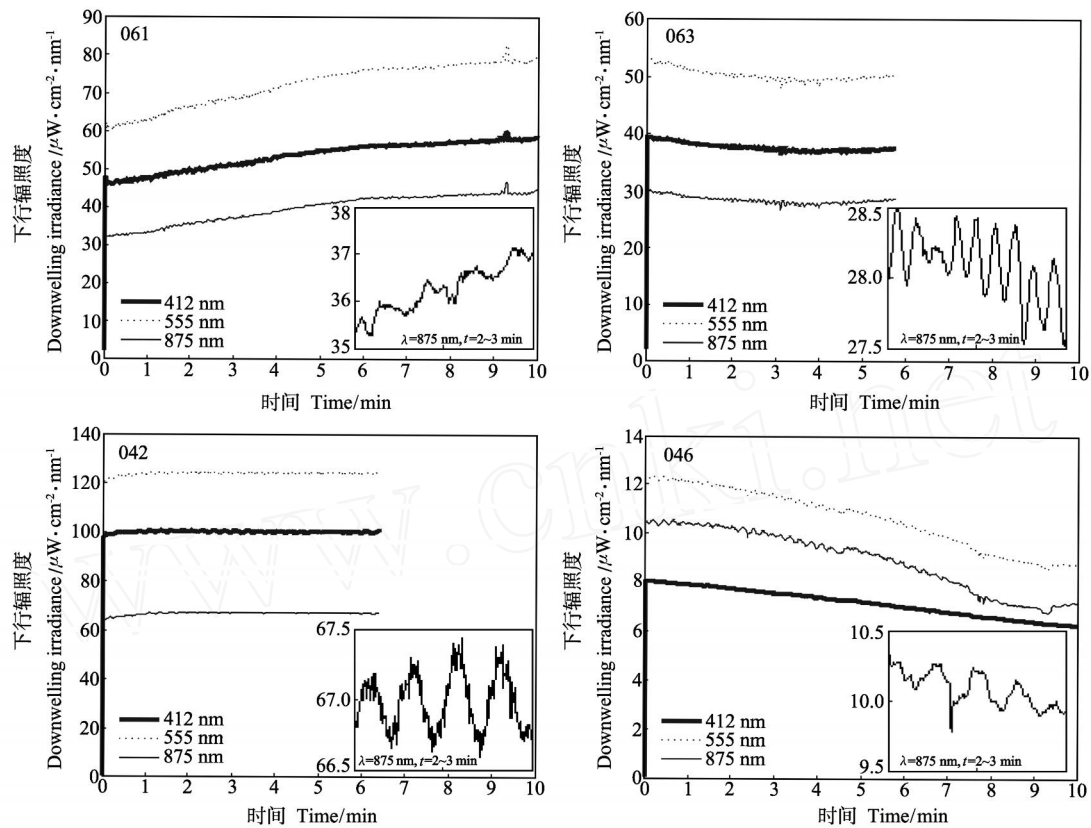 90
80
70
60
50
40
30
20
10
0
下行辐照度
Downwelling irradiance /μW·cm⁻²·nm⁻¹
061
412 nm
555 nm
875 nm
38
37
36
35
λ=875 nm, t=2~3 min
0 1 2 3 4 5 6 7 8 9 10
时间 Time/min
60
50
40
30
20
10
0
下行辐照度
Downwelling irradiance /μW·cm⁻²·nm⁻¹
063
412 nm
555 nm
875 nm
28.5
28.0
27.5
λ=875 nm, t=2~3 min
0 1 2 3 4 5 6 7 8 9 10
时间 Time/min
140
120
100
80
60
40
20
0
下行辐照度
Downwelling irradiance /μW·cm⁻²·nm⁻¹
042
412 nm
555 nm
875 nm
67.5
67.0
66.5
λ=875 nm, t=2~3 min
0 1 2 3 4 5 6 7 8 9 10
时间 Time/min
14
12
10
8
6
4
2
0
下行辐照度
Downwelling irradiance /μW·cm⁻²·nm⁻¹
046
412 nm
555 nm
875 nm
10.5
10.0
9.5
λ=875 nm, t=2~3 min
0 1 2 3 4 5 6 7 8 9 10
时间 Time/min
www.cnki.net